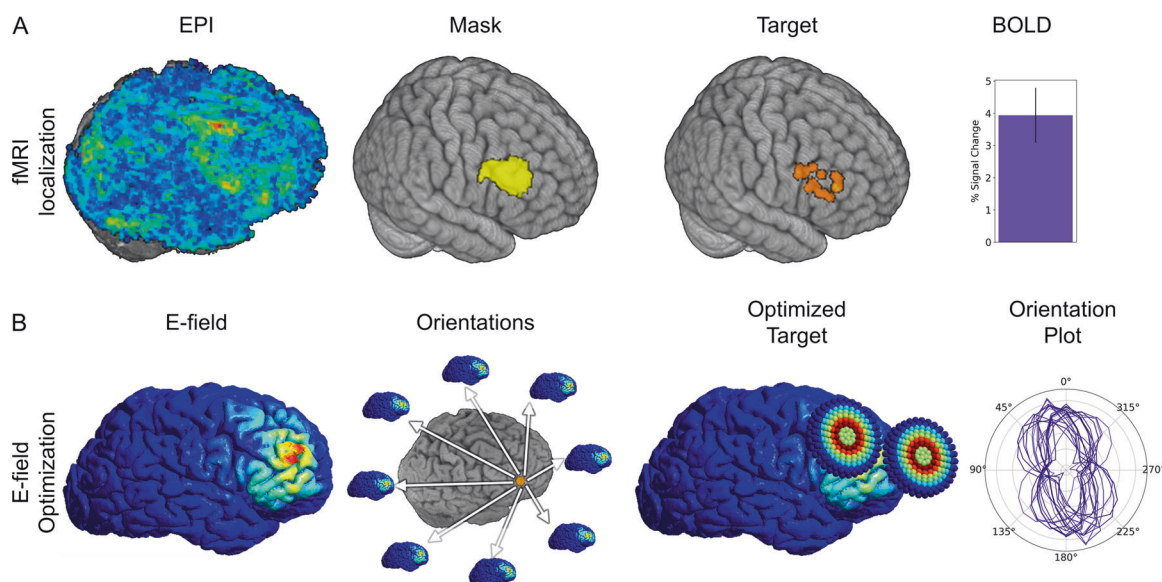 A
EPI
Mask
Target
BOLD
fMRI
localization
% Signal Change
5
4
3
2
1
0
B
E-field
Orientations
Optimized
Target
Orientation
Plot
E-field
Optimization
0°
45°
315°
90°
270°
135°
225°
180°